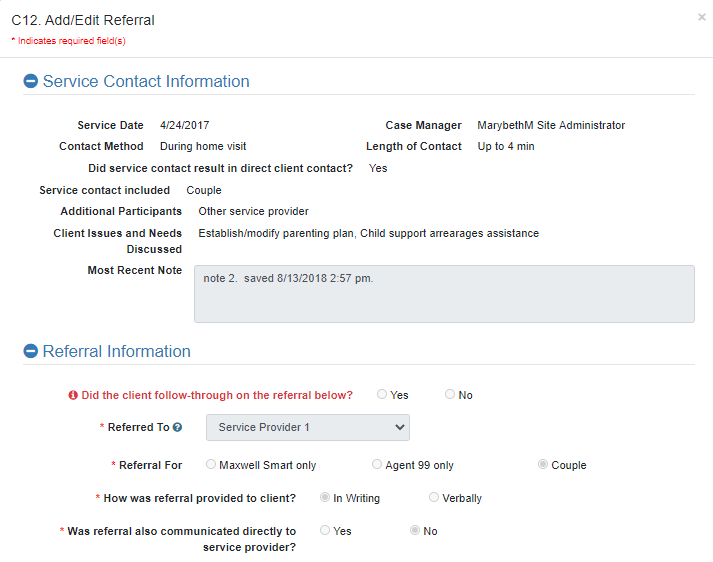 C12. Add/Edit Referral
×
* Indicates required field(s)
Service Contact Information
Service Date 4/24/2017 Case Manager MarybethM Site Administrator
Contact Method During home visit Length of Contact Up to 4 min
Did service contact result in direct client contact? Yes
Service contact included Couple
Additional Participants Other service provider
Client Issues and Needs Establish/modify parenting plan, Child support arrearages assistance
Discussed
Most Recent Note
note 2. saved 8/13/2018 2:57 pm.
Referral Information
Did the client follow-through on the referral below? Yes No
* Referred To Service Provider 1
* Referral For Maxwell Smart only Agent 99 only Couple
* How was referral provided to client? In Writing Verbally
* Was referral also communicated directly to Yes No
service provider?